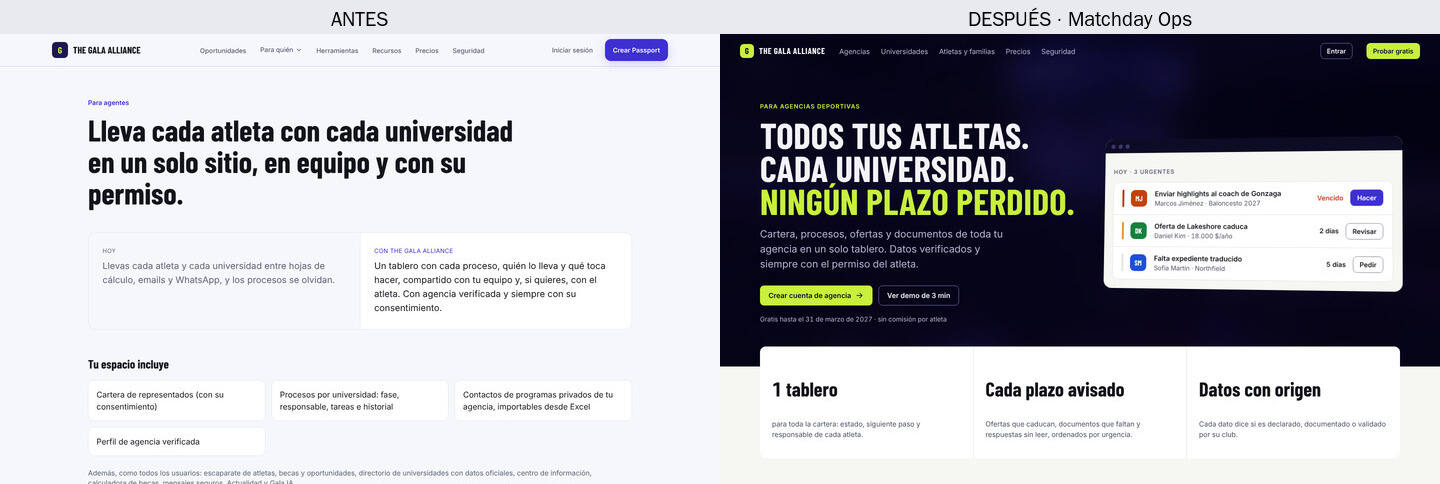 ANTES
G THE GALA ALLIANCE Oportunidades Para quién Herramientas Recursos Precios Seguridad Iniciar sesión Crear Passport
Para agentes
Lleva cada atleta con cada universidad
en un solo sitio, en equipo y con su
permiso.
HOY
Llevas cada atleta y cada universidad entre hojas de
cálculo, emails y WhatsApp, y los procesos se olvidan.
CON THE GALA ALLIANCE
Un tablero con cada proceso, quién lo lleva y qué toca
hacer, compartido con tu equipo y, si quieres, con el
atleta. Con agencia verificada y siempre con su
consentimiento.
Tu espacio incluye
Cartera de representados (con su
consentimiento)
Procesos por universidad: fase,
responsable, tareas e historial
Contactos de programas privados de tu
agencia, importables desde Excel
Perfil de agencia verificada
Además, como todos los usuarios: escaparate de atletas, becas y oportunidades, directorio de universidades con datos oficiales, centro de información,
calculadora de becas, mensajes seguros, Actualidad y Gala IA.
DESPUÉS · Matchday Ops
G THE GALA ALLIANCE Agencias Universidades Atletas y familias Precios Seguridad Entrar Probar gratis
PARA AGENCIAS DEPORTIVAS
TODOS TUS ATLETAS.
CADA UNIVERSIDAD.
NINGÚN PLAZO PERDIDO.
Cartera, procesos, ofertas y documentos de toda tu
agencia en un solo tablero. Datos verificados y
siempre con el permiso del atleta.
Crear cuenta de agencia → Ver demo de 3 min
Gratis hasta el 31 de marzo de 2027 · sin comisión por atleta
HOY · 3 URGENTES
MJ Enviar highlights al coach de Gonzaga Vencido Hacer
Marcos Jiménez · Baloncesto 2027
DK Oferta de Lakeshore caduca 2 días Revisar
Daniel Kim · 18.000 $/año
SM Falta expediente traducido 5 días Pedir
Sofía Martín · Northfield
1 tablero
para toda la cartera: estado, siguiente paso y
responsable de cada atleta.
Cada plazo avisado
Ofertas que caducan, documentos que faltan y
respuestas sin leer, ordenados por urgencia.
Datos con origen
Cada dato dice si es declarado, documentado o validado
por su club.